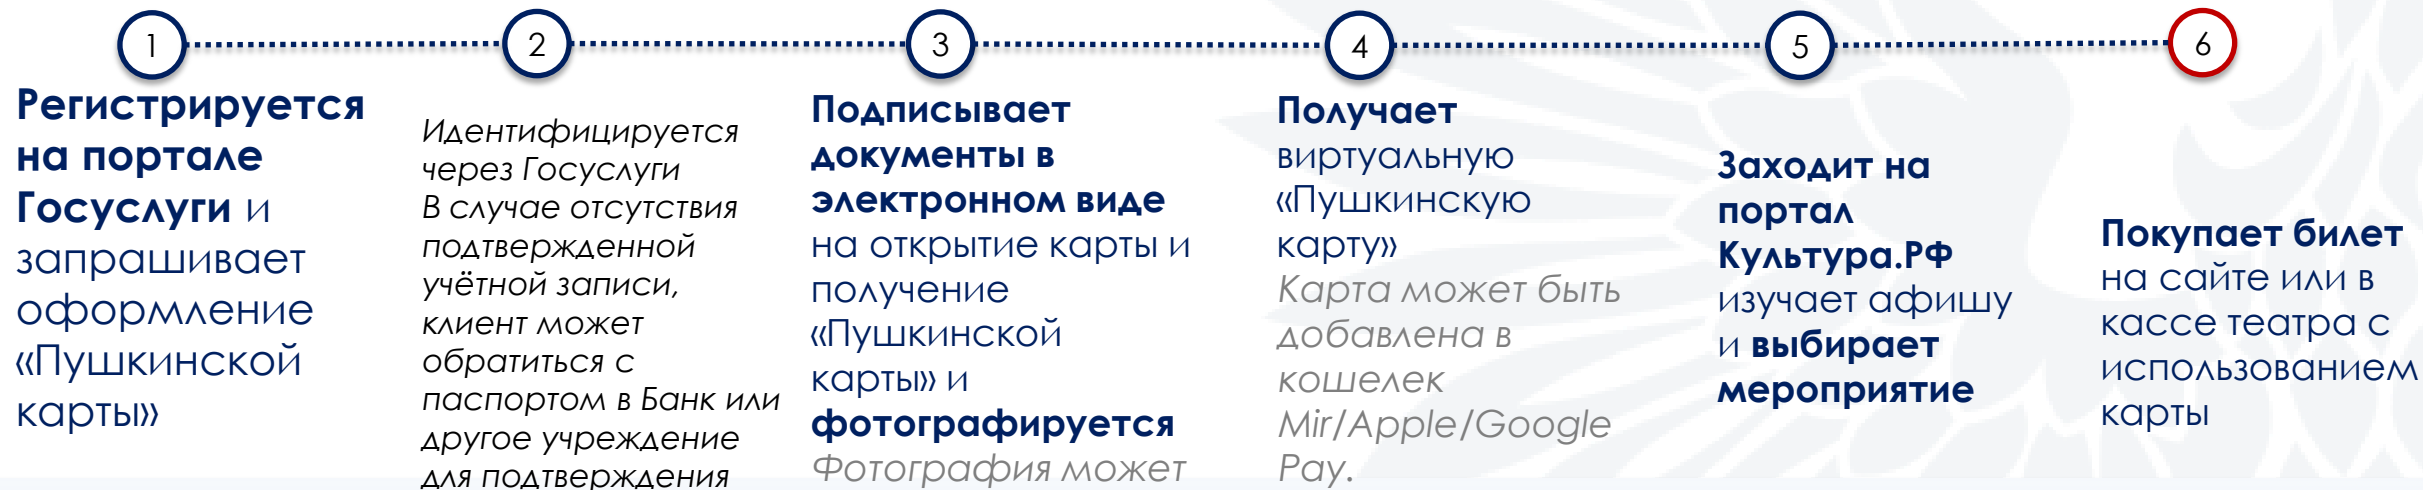 1
2
3
4
5
6
Регистрируется
на портале
Госуслуги и
запрашивает
оформление
«Пушкинской
карты»
Идентифицируется
через Госуслуги
В случае отсутствия
подтвержденной
учётной записи,
клиент может
обратиться с
паспортом в Банк или
другое учреждение
для подтверждения
Подписывает
документы в
электронном виде
на открытие карты и
получение
«Пушкинской
карты» и
фотографируется
Фотография может
Получает
виртуальную
«Пушкинскую
карту»
Карта может быть
добавлена в
кошелек
Mir/Apple/Google
Pay.
Заходит на
портал
Культура.РФ
изучает афишу
и выбирает
мероприятие
Покупает билет
на сайте или в
кассе театра с
использованием
карты